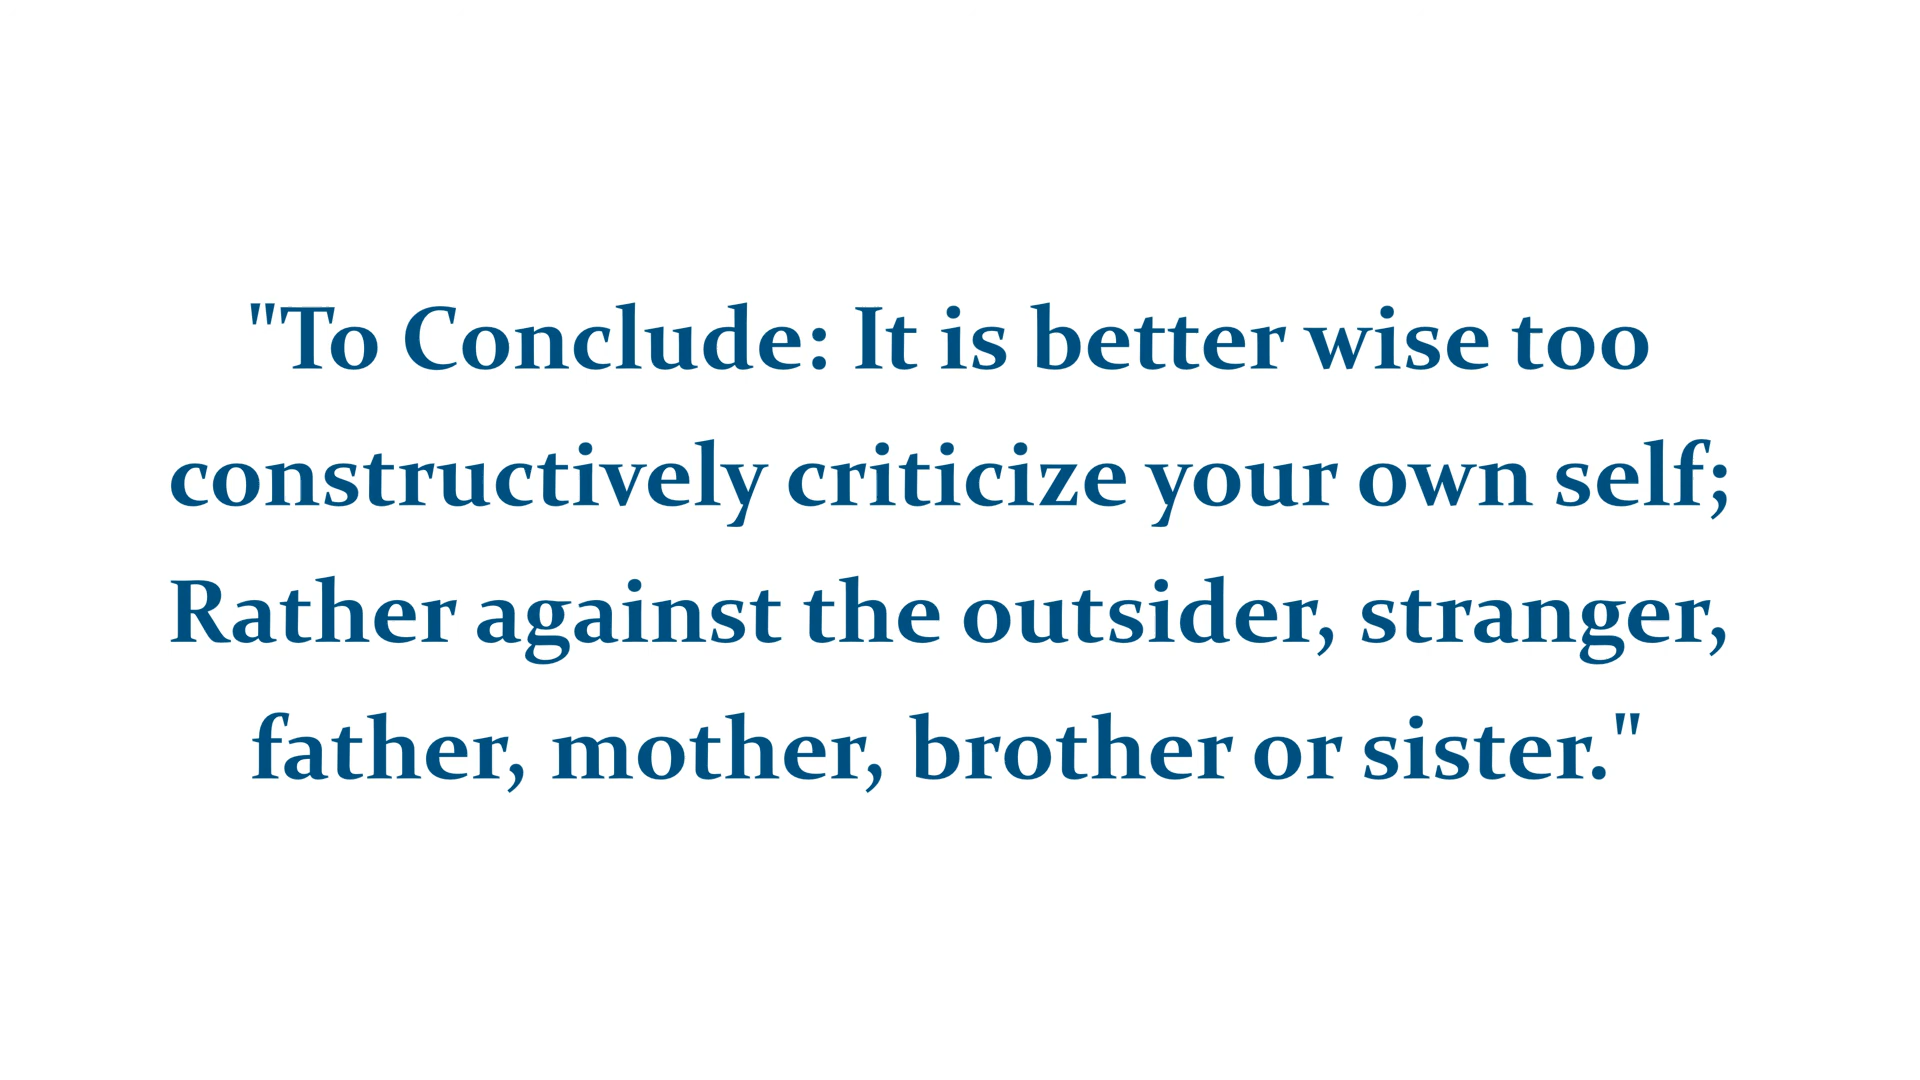 "To Conclude: It is better wise too
constructively criticize your own self;
Rather against the outsider, stranger,
father, mother, brother or sister."